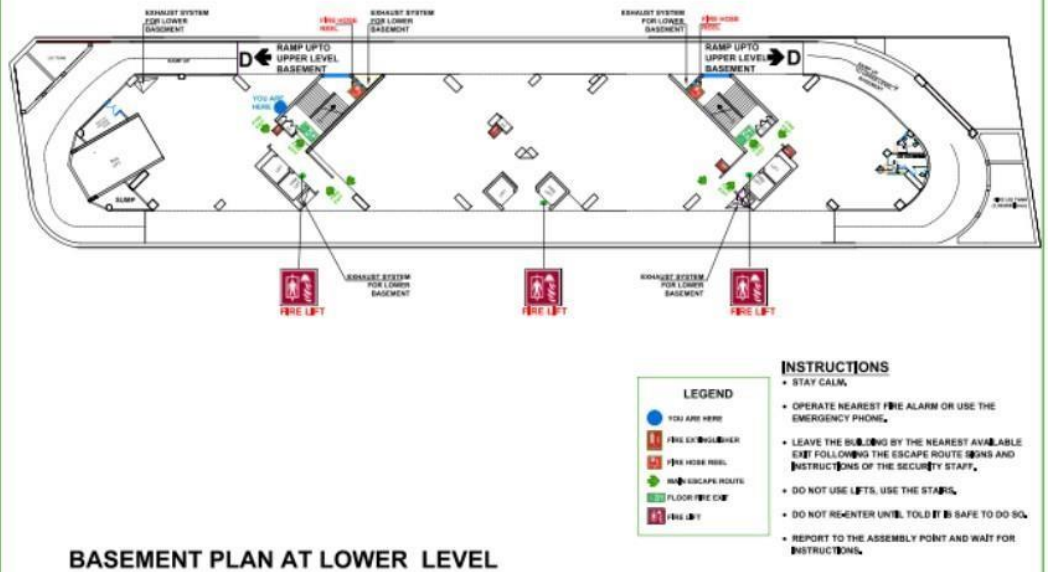 EXHAUST SYSTEM
FOR LOWER
BASEMENT
FIRE HOSE
REEL
EXHAUST SYSTEM
FOR LOWER
BASEMENT
EXHAUST SYSTEM
FOR LOWER
BASEMENT
FIRE HOSE
REEL
RAMP UP
D
RAMP UPTO
UPPER LEVEL
BASEMENT
RAMP UPTO
UPPER LEVEL
BASEMENT
D
YOU ARE
HERE
SUMP
EXHAUST SYSTEM
FOR LOWER
BASEMENT
EXHAUST SYSTEM
FOR LOWER
BASEMENT
FIRE LIFT
FIRE LIFT
FIRE LIFT
LEGEND
YOU ARE HERE
FIRE EXTINGUISHER
FIRE HOSE REEL
MAIN ESCAPE ROUTE
FLOOR FIRE EXIT
FIRE LIFT
INSTRUCTIONS
• STAY CALM.
• OPERATE NEAREST FIRE ALARM OR USE THE
EMERGENCY PHONE.
• LEAVE THE BUILDING BY THE NEAREST AVAILABLE
EXIT FOLLOWING THE ESCAPE ROUTE SIGNS AND
INSTRUCTIONS OF THE SECURITY STAFF.
• DO NOT USE LIFTS, USE THE STAIRS.
• DO NOT RE-ENTER UNTIL TOLD IT IS SAFE TO DO SO.
• REPORT TO THE ASSEMBLY POINT AND WAIT FOR
INSTRUCTIONS.
BASEMENT PLAN AT LOWER LEVEL